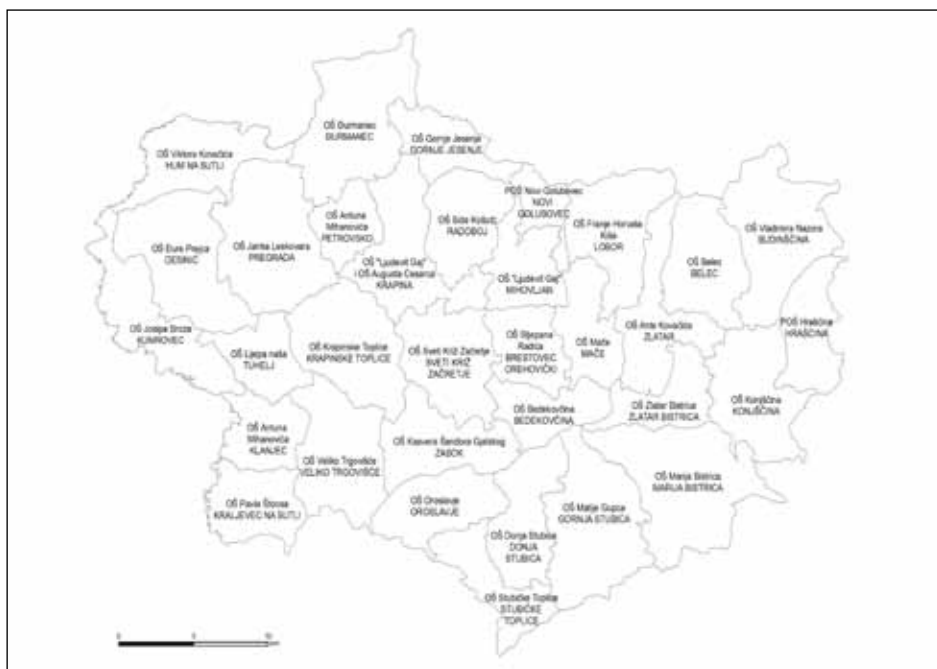 OŠ Đurmanec
ĐURMANEC
OŠ Gornje Jesenje
GORNJE JESENJE
OŠ Viktora Kovačića
HUM NA SUTLI
POŠ Novi Golubovec
NOVI
GOLUBOVEC
OŠ Antuna
Mihanovića
PETROVSKO
OŠ Side Košutić
RADOBOJ
OŠ Franje Horvata
Kiša
LOBOR
OŠ Vladimira Nazora
BUDINŠČINA
OŠ Đure Prejca
DESINIĆ
OŠ Janka Leskovara
PREGRADA
OŠ Belec
BELEC
OŠ "Ljudevit Gaj"
i OŠ Augusta Cesarca
KRAPINA
OŠ "Ljudevit Gaj"
MIHOVLJAN
OŠ Josipa Broza
KUMROVEC
OŠ Krapinske Toplice
KRAPINSKE TOPLICE
OŠ Sveti Križ Začretje
SVETI KRIŽ
ZAČRETJE
OŠ Stjepana
Radića
BRESTOVEC
OREHOVIČKI
OŠ Mače
MAČE
OŠ Ante Kovačića
ZLATAR
POŠ Hrašćina
HRAŠĆINA
OŠ Lijepa naša
TUHELJ
OŠ Bedekovčina
BEDEKOVČINA
OŠ Zlatar Bistrica
ZLATAR BISTRICA
OŠ Konjščina
KONJŠČINA
OŠ Antuna
Mihanovića
KLANJEC
OŠ Veliko Trgovišće
VELIKO TRGOVIŠĆE
OŠ Ksavera Šandora Gjalskog
ZABOK
OŠ Marija Bistrica
MARIJA BISTRICA
OŠ Pavla Štoosa
KRALJEVEC NA SUTLI
OŠ Oroslavje
OROSLAVJE
OŠ Matije Gupca
GORNJA STUBICA
OŠ Donja Stubica
DONJA
STUBICA
OŠ Stubičke Toplice
STUBIČKE
TOPLICE
0 5 10